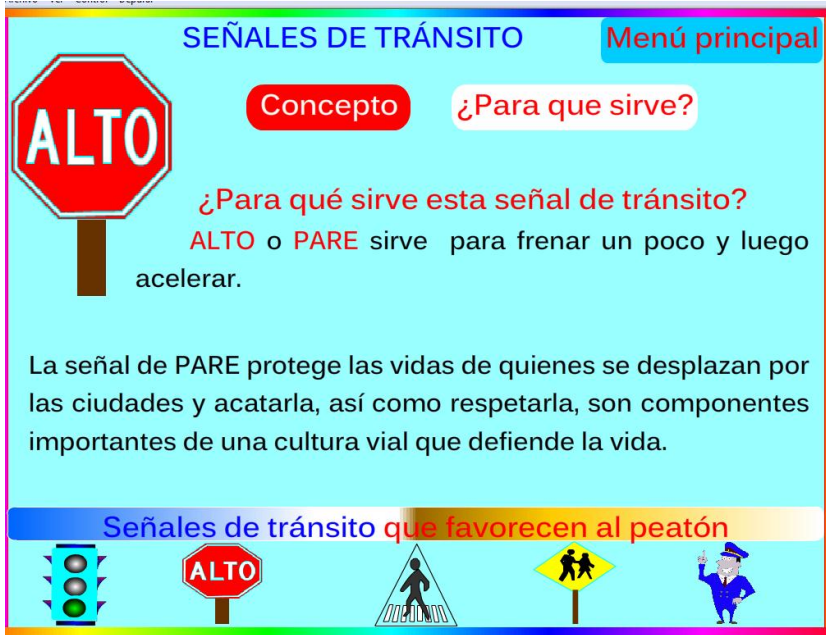 SEÑALES DE TRÁNSITO
Menú principal
ALTO
Concepto
¿Para que sirve?
¿Para qué sirve esta señal de tránsito?
ALTO o PARE sirve para frenar un poco y luego
acelerar.
La señal de PARE protege las vidas de quienes se desplazan por
las ciudades y acatarla, así como respetarla, son componentes
importantes de una cultura vial que defiende la vida.
Señales de tránsito que favorecen al peatón
ALTO